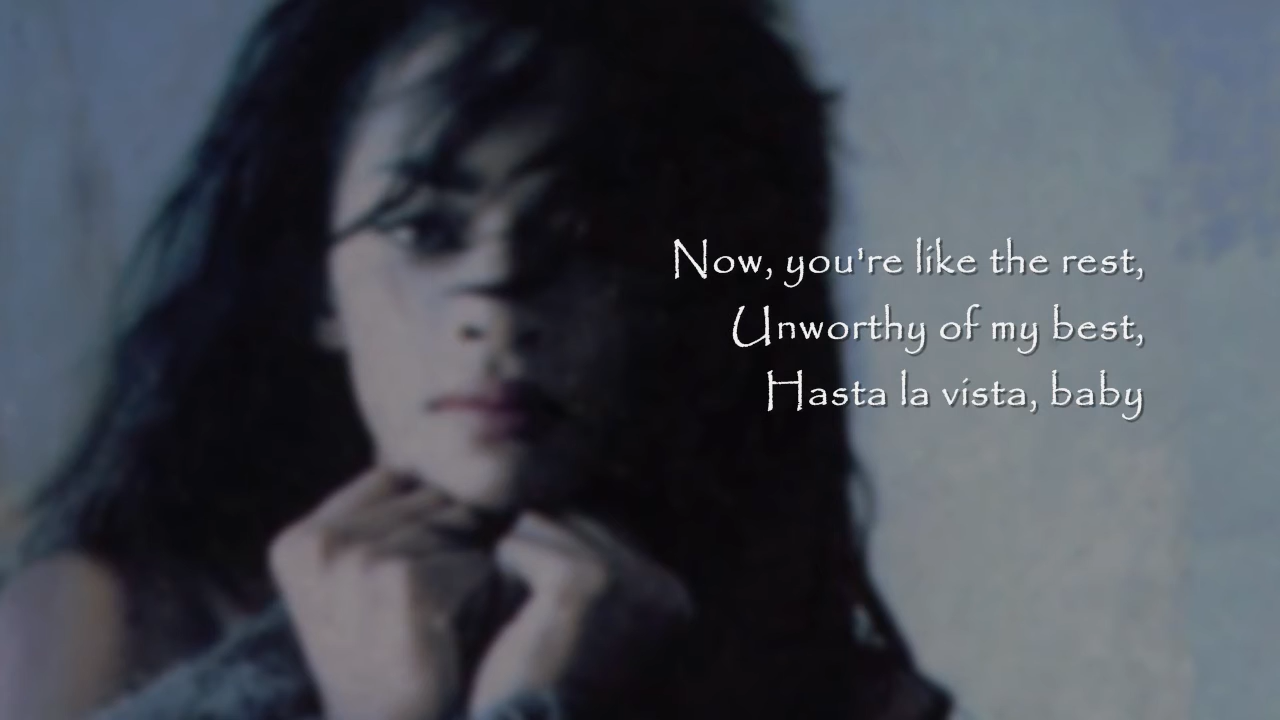 Now, you're like the rest,
Unworthy of my best,
Hasta la vista, baby